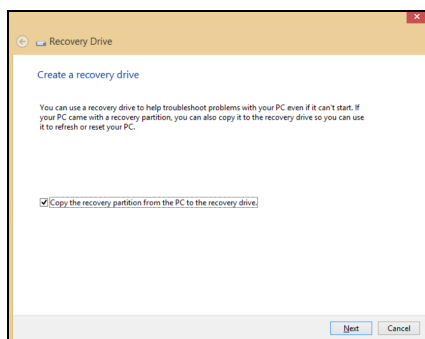 Recovery Drive
Create a recovery drive
You can use a recovery drive to help troubleshoot problems with your PC even if it can't start. If
your PC came with a recovery partition, you can also copy it to the recovery drive so you can use
it to refresh or reset your PC.
Copy the recovery partition from the PC to the recovery drive.
Next Cancel